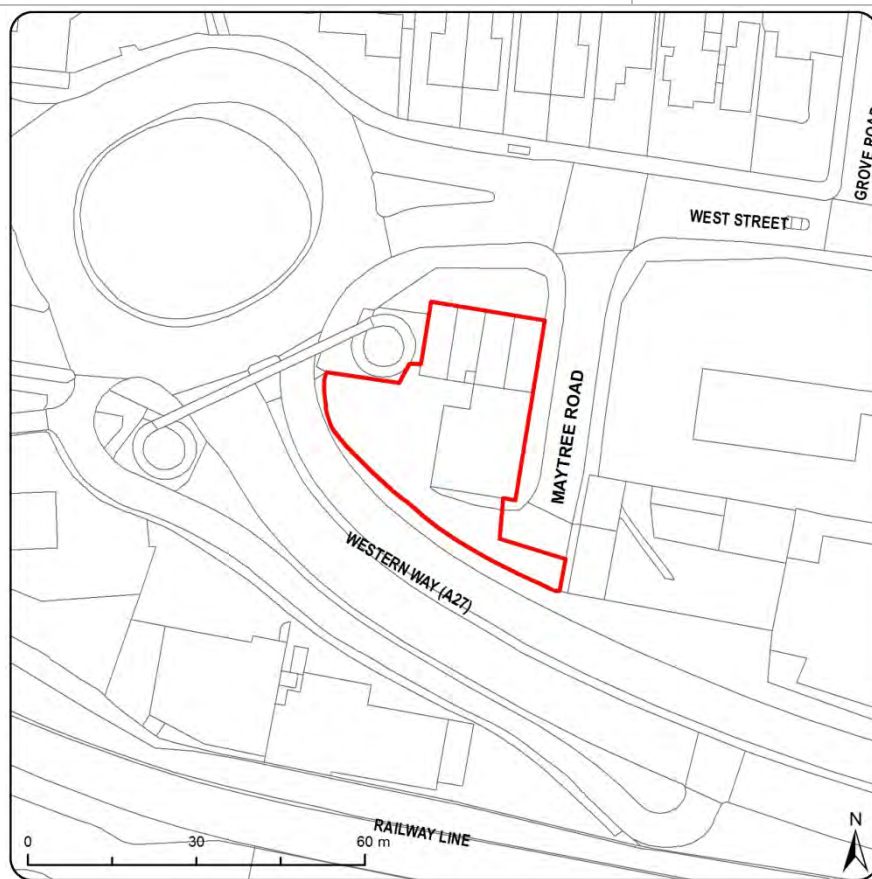 GROVE ROAD
WEST STREET
MAYTREE ROAD
WESTERN WAY (A27)
RAILWAY LINE
0 30 60 m
N